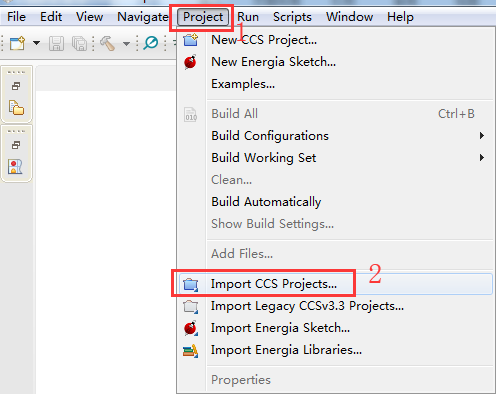 File Edit View Navigate Project Run Scripts Window Help
1
New CCS Project...
New Energia Sketch...
Examples...
Build All Ctrl+B
Build Configurations
Build Working Set
Clean...
Build Automatically
Show Build Settings...
Add Files...
Import CCS Projects... 2
Import Legacy CCSv3.3 Projects...
Import Energia Sketch...
Import Energia Libraries...
Properties